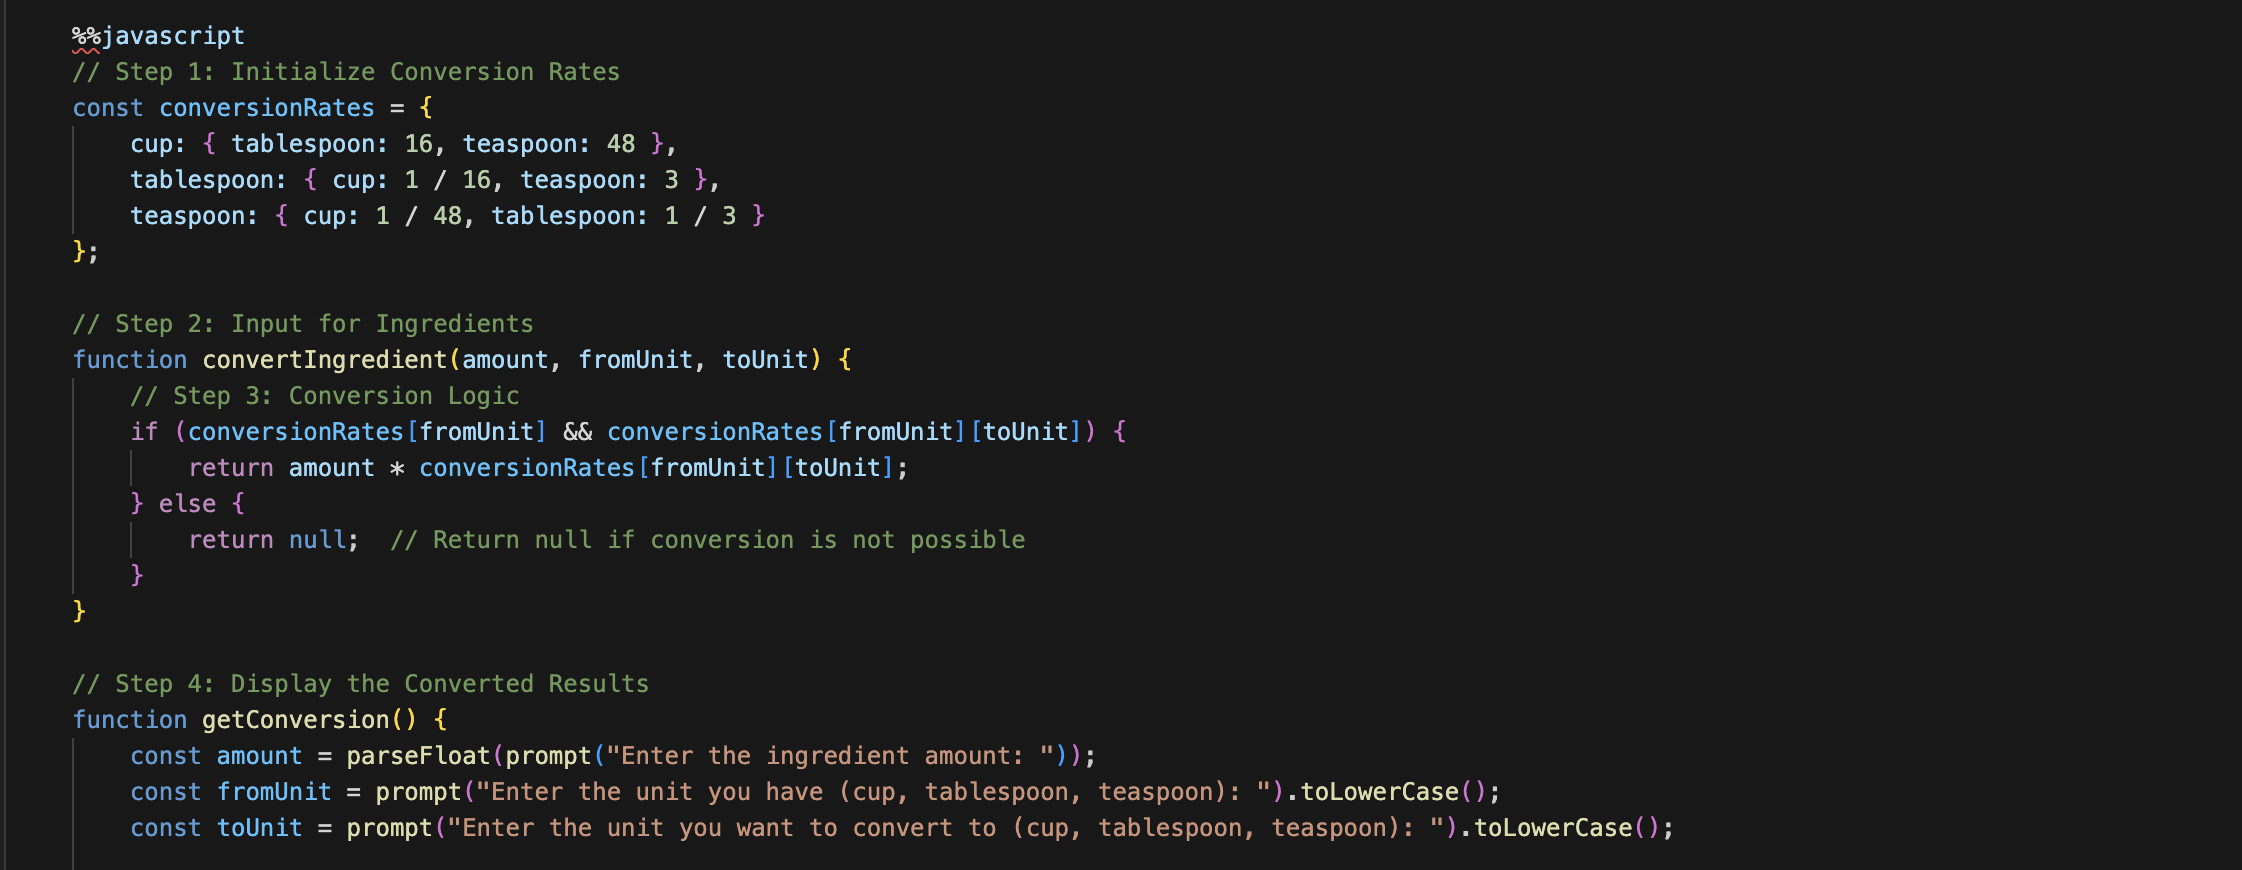 %%javascript
// Step 1: Initialize Conversion Rates
const conversionRates = {
    cup: { tablespoon: 16, teaspoon: 48 },
    tablespoon: { cup: 1 / 16, teaspoon: 3 },
    teaspoon: { cup: 1 / 48, tablespoon: 1 / 3 }
};

// Step 2: Input for Ingredients
function convertIngredient(amount, fromUnit, toUnit) {
    // Step 3: Conversion Logic
    if (conversionRates[fromUnit] && conversionRates[fromUnit][toUnit]) {
        return amount * conversionRates[fromUnit][toUnit];
    } else {
        return null;  // Return null if conversion is not possible
    }
}

// Step 4: Display the Converted Results
function getConversion() {
    const amount = parseFloat(prompt("Enter the ingredient amount: "));
    const fromUnit = prompt("Enter the unit you have (cup, tablespoon, teaspoon): ").toLowerCase();
    const toUnit = prompt("Enter the unit you want to convert to (cup, tablespoon, teaspoon): ").toLowerCase();